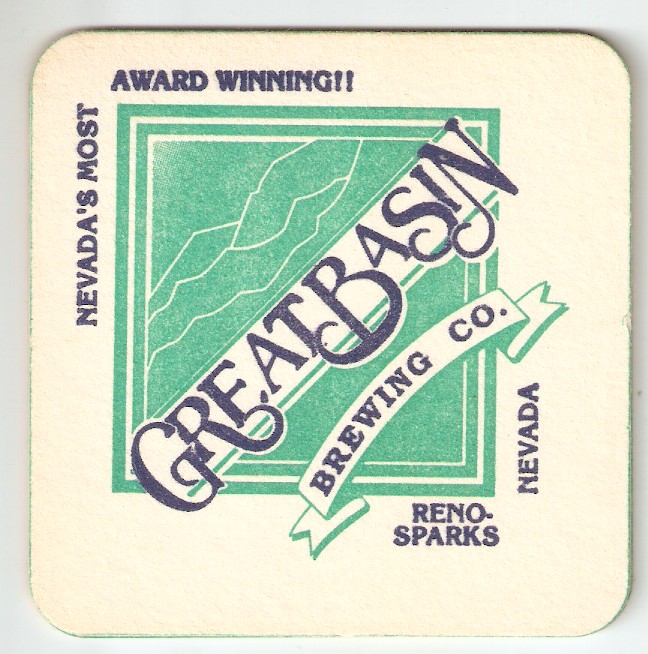 NEVADA'S MOST
AWARD WINNING!!
GREAT BASIN
BREWING CO.
RENO-
SPARKS
NEVADA